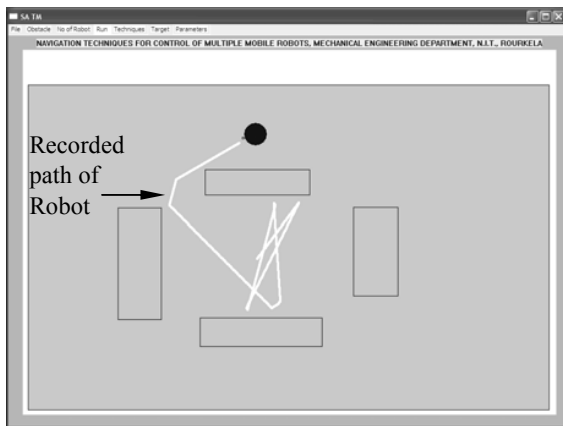 SA TM
File Obstacle No of Robot Run Techniques Target Parameters
NAVIGATION TECHNIQUES FOR CONTROL OF MULTIPLE MOBILE ROBOTS, MECHANICAL ENGINEERING DEPARTMENT, N.I.T., ROURKELA
Recorded
path of
Robot